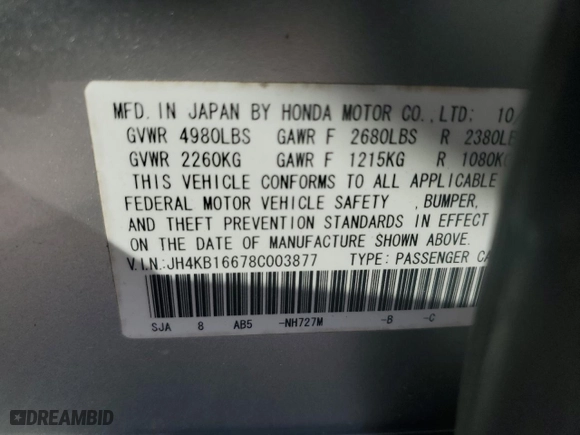 MFD. IN JAPAN BY HONDA MOTOR CO.,LTD: 10/
GVWR 4980LBS GAWR F 2680LBS R 2380LB
GVWR 2260KG GAWR F 1215KG R 1080KG
THIS VEHICLE CONFORMS TO ALL APPLICABLE
FEDERAL MOTOR VEHICLE SAFETY ,BUMPER,
AND THEFT PREVENTION STANDARDS IN EFFECT
ON THE DATE OF MANUFACTURE SHOWN ABOVE.
V.I.N.:JH4KB16678C003877 TYPE:PASSENGER CA
SJA 8 AB5 -NH727M -B -C
DREAMBID